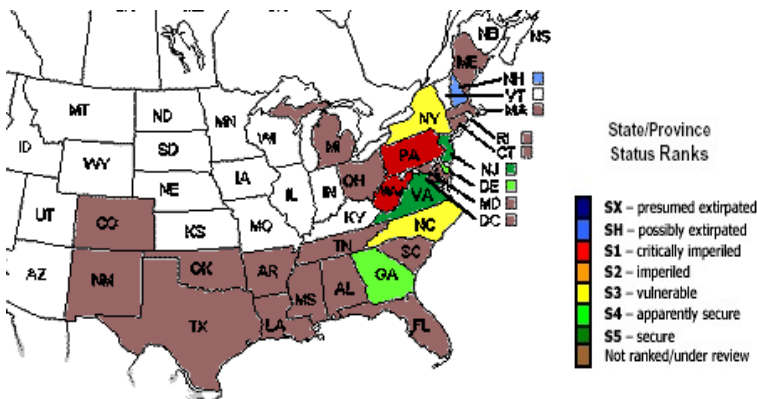 NB
NS
ME
NH
VT
MA
MT
ND
MN
NY
WI
ID
SD
MI
RI
CT
WY
PA
NJ
IA
OH
NE
DE
IL
IN
WV
VA
MD
UT
CO
KY
DC
KS
MO
NC
TN
OK
AR
SC
AZ
NM
MS
AL
GA
TX
LA
FL
State/Province
Status Ranks
SX – presumed extirpated
SH – possibly extirpated
S1 – critically imperiled
S2 – imperiled
S3 – vulnerable
S4 – apparently secure
S5 – secure
Not ranked/under review